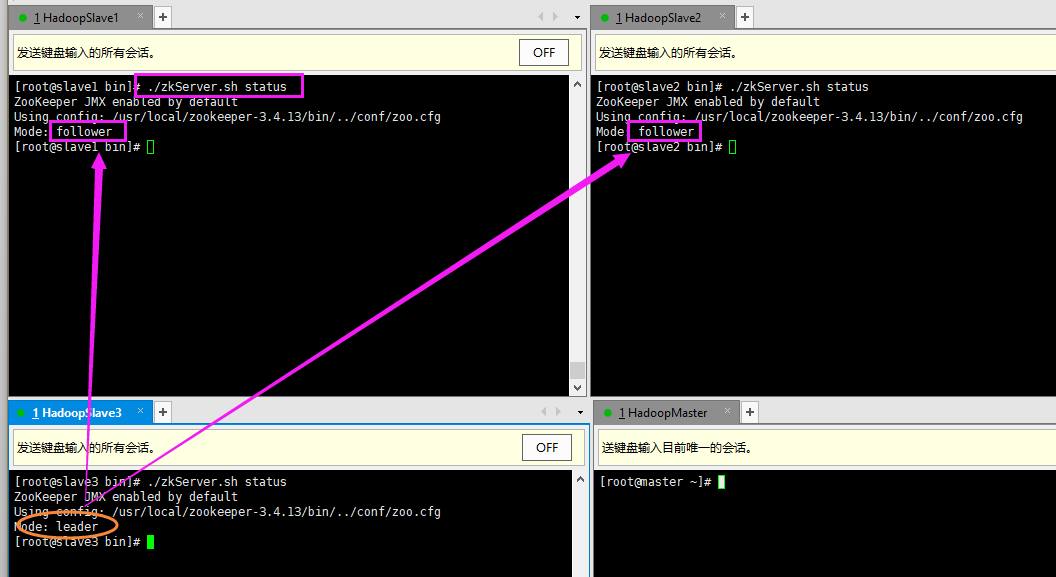 1 HadoopSlave1
发送键盘输入的所有会话。
OFF
[root@slave1 bin]# ./zkServer.sh status
ZooKeeper JMX enabled by default
Using config: /usr/local/zookeeper-3.4.13/bin/../conf/zoo.cfg
Mode: follower
[root@slave1 bin]#
1 HadoopSlave2
发送键盘输入的所有会话。
[root@slave2 bin]# ./zkServer.sh status
ZooKeeper JMX enabled by default
Using config: /usr/local/zookeeper-3.4.13/bin/../conf/zoo.cfg
Mode: follower
[root@slave2 bin]#
1 HadoopSlave3
发送键盘输入的所有会话。
OFF
[root@slave3 bin]# ./zkServer.sh status
ZooKeeper JMX enabled by default
Using config: /usr/local/zookeeper-3.4.13/bin/../conf/zoo.cfg
Mode: leader
[root@slave3 bin]#
1 HadoopMaster
送键盘输入目前唯一的会话。
[root@master ~]#